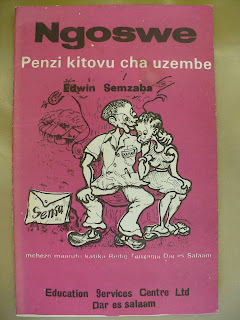 Ngoswe
Penzi kitovu cha uzembe
Edwin Semzaba
Sensa
mchezo maarufu katika Redio Tanzania Dar es Salaam
Education Services Centre Ltd
Dar es salaam